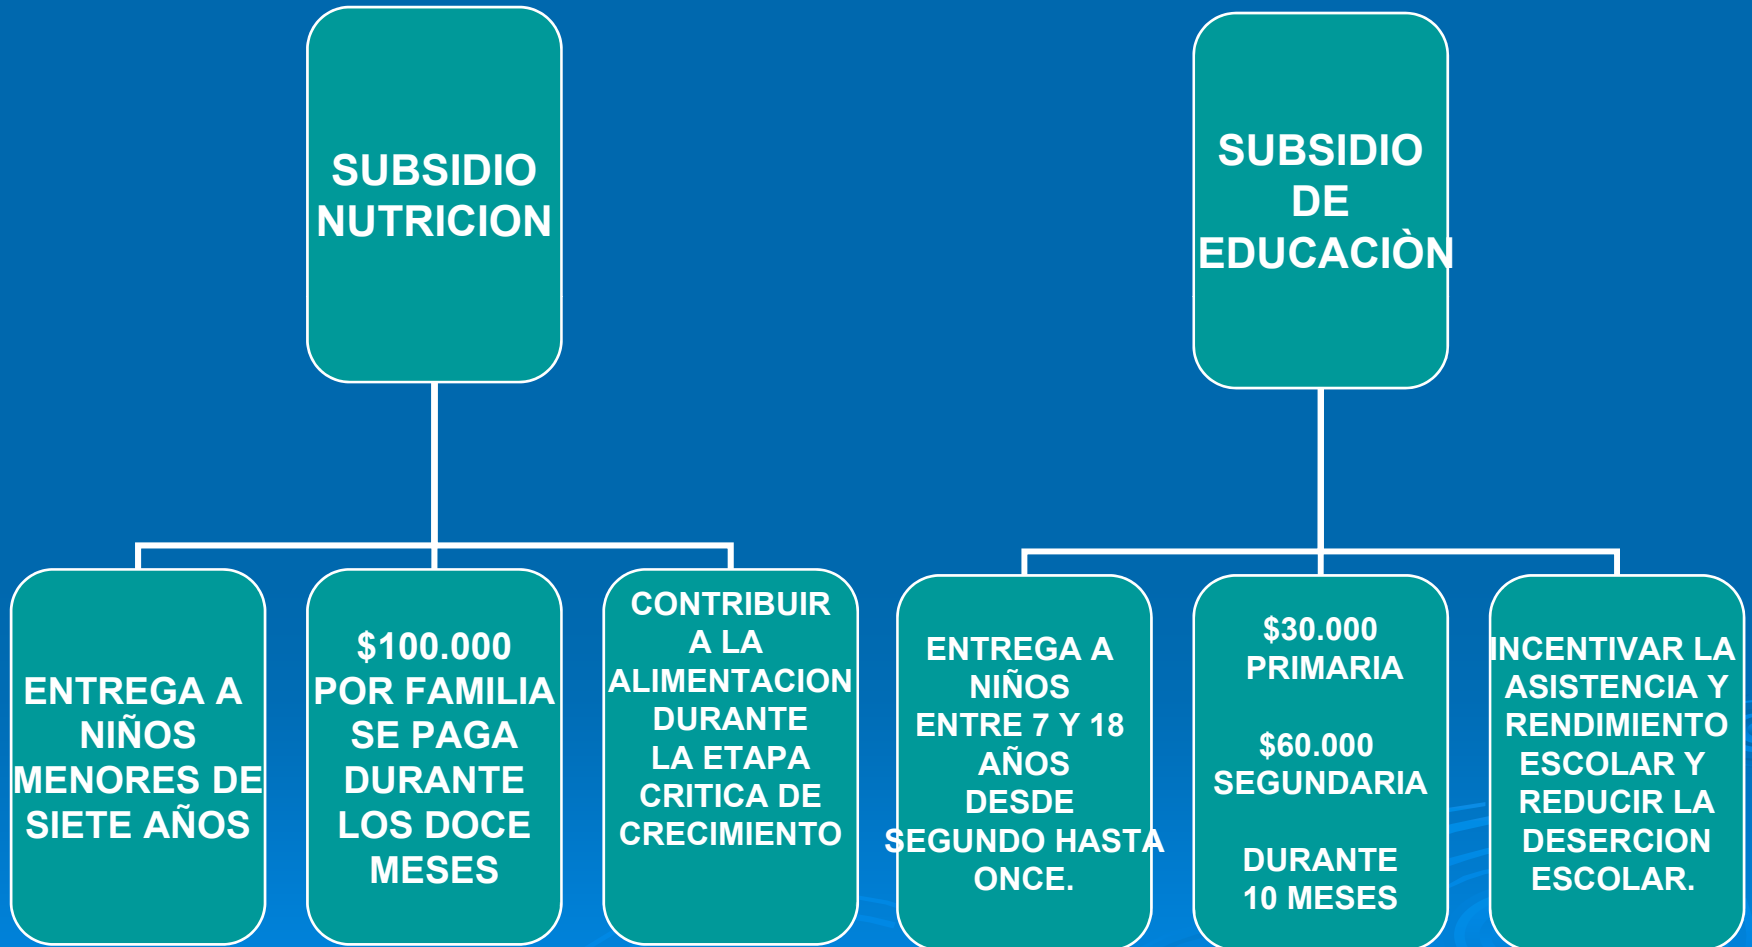 SUBSIDIO
NUTRICION
ENTREGA A
NIÑOS
MENORES DE
SIETE AÑOS
$100.000
POR FAMILIA
SE PAGA
DURANTE
LOS DOCE
MESES
CONTRIBUIR
A LA
ALIMENTACION
DURANTE
LA ETAPA
CRITICA DE
CRECIMIENTO
SUBSIDIO
DE
EDUCACIÒN
ENTREGA A
NIÑOS
ENTRE 7 Y 18
AÑOS
DESDE
SEGUNDO HASTA
ONCE.
$30.000
PRIMARIA
$60.000
SEGUNDARIA
DURANTE
10 MESES
INCENTIVAR LA
ASISTENCIA Y
RENDIMIENTO
ESCOLAR Y
REDUCIR LA
DESERCION
ESCOLAR.